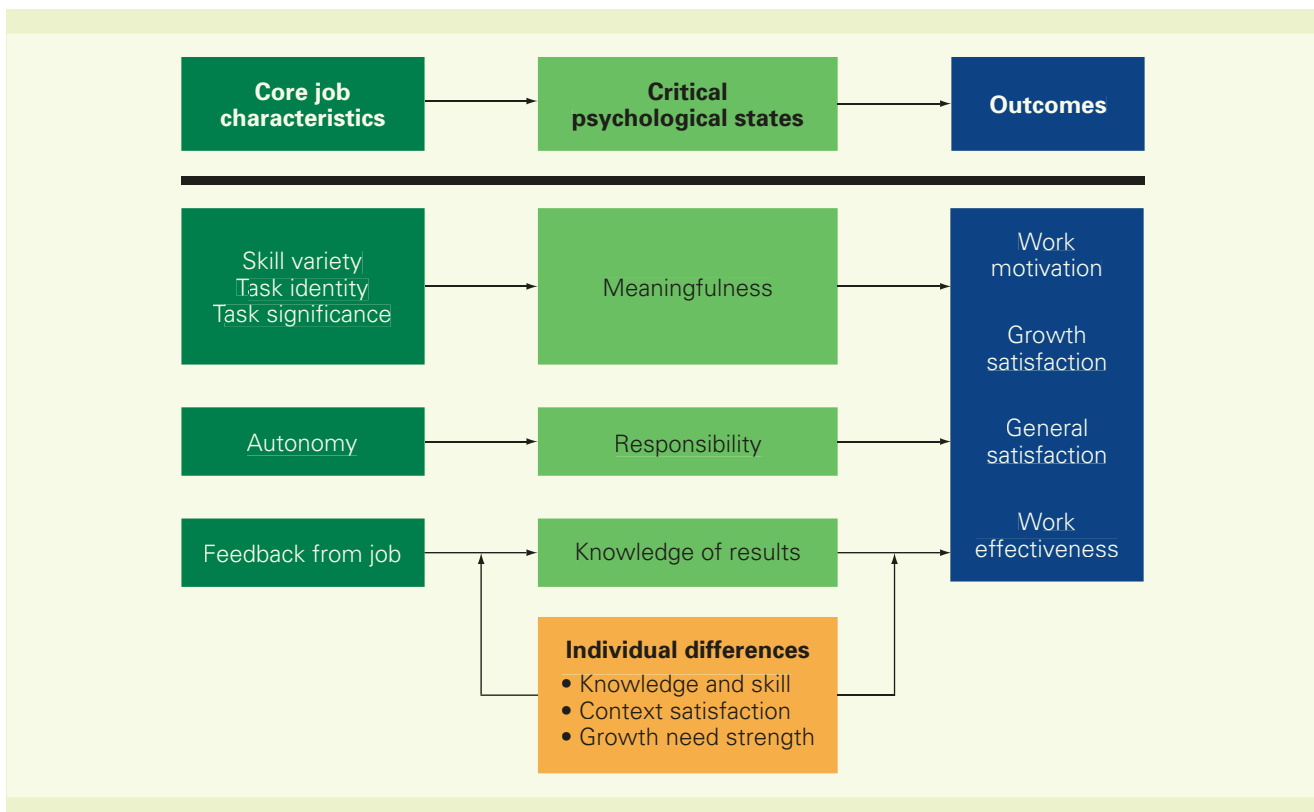 Core job
characteristics
Critical
psychological states
Outcomes
Skill variety
Task identity
Task significance
Meaningfulness
Work
motivation
Growth
satisfaction
General
satisfaction
Work
effectiveness
Autonomy
Responsibility
Feedback from job
Knowledge of results
Individual differences
• Knowledge and skill
• Context satisfaction
• Growth need strength